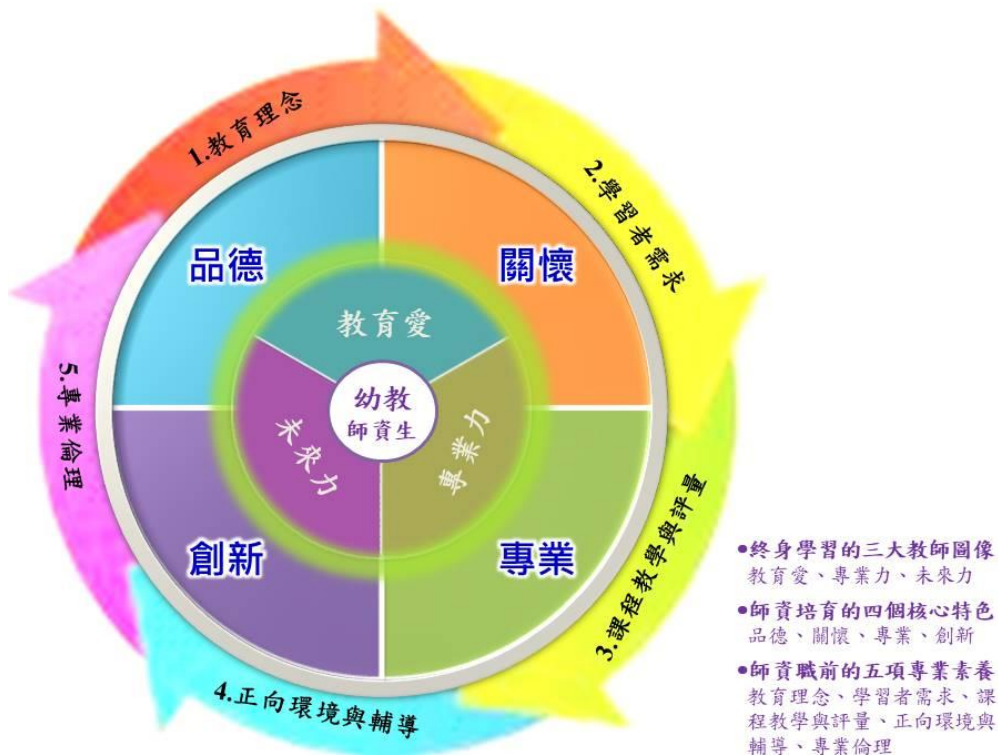 1.教育理念
2.學習者需求
3.課程教學與評量
4.正向環境與輔導
5.專業倫理
品德
關懷
創新
專業
教育愛
專業力
未來力
幼教
師資生
•終身學習的三大教師圖像
教育愛、專業力、未來力
•師資培育的四個核心特色
品德、關懷、專業、創新
•師資職前的五項專業素養
教育理念、學習者需求、課
程教學與評量、正向環境與
輔導、專業倫理